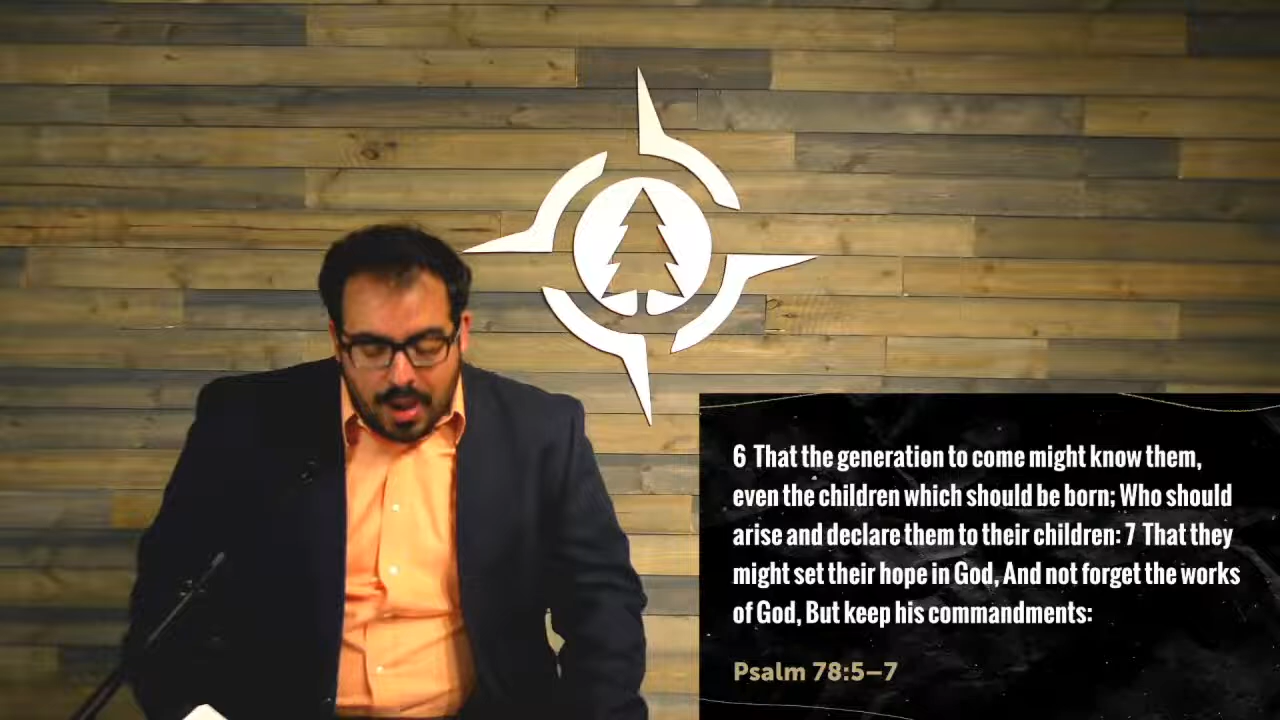 6 That the generation to come might know them,
even the children which should be born; Who should
arise and declare them to their children: 7 That they
might set their hope in God, And not forget the works
of God, But keep his commandments:
Psalm 78:5–7